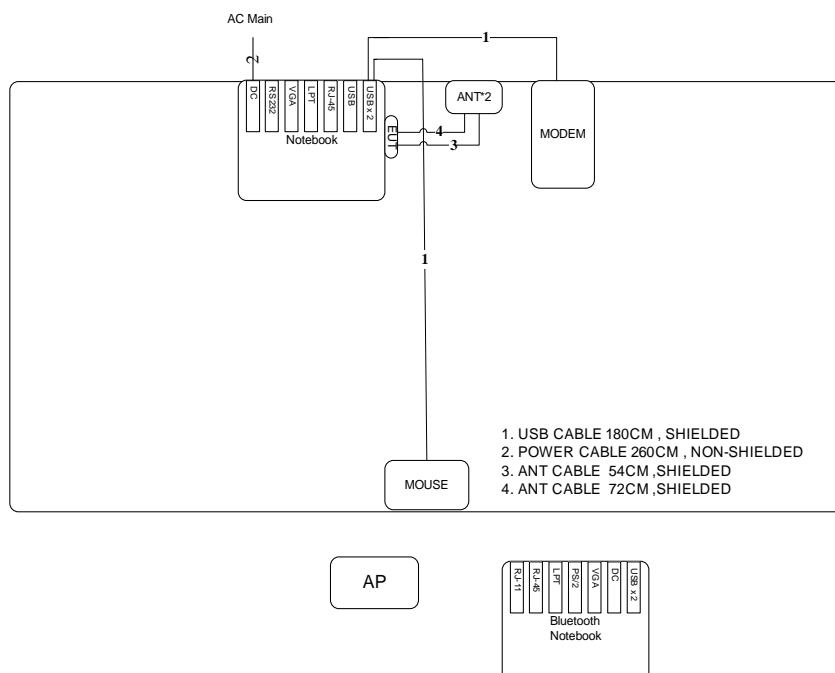 AC Main
1
2
DC
RS232
VGA
LPT
RJ-45
USB
USB x 2
Notebook
EUT
ANT*2
4
3
MODEM
1
1. USB CABLE 180CM , SHIELDED
2. POWER CABLE 260CM , NON-SHIELDED
3. ANT CABLE 54CM ,SHIELDED
4. ANT CABLE 72CM ,SHIELDED
MOUSE
AP
RJ-11
RJ-45
LPT
PS/2
VGA
DC
USB x 2
Bluetooth
Notebook